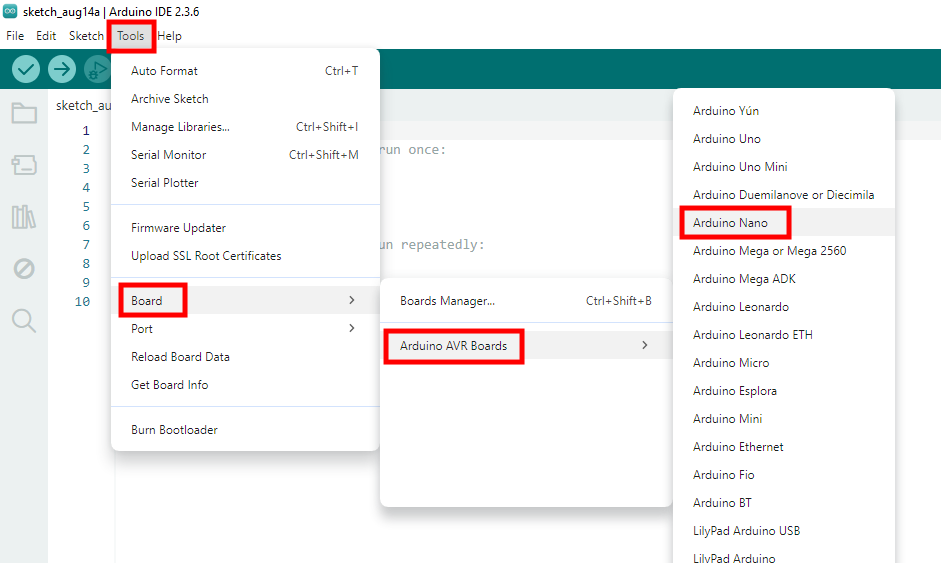 sketch_aug14a | Arduino IDE 2.3.6
File Edit Sketch Tools Help
sketch_au
1
2 run once:
3
4
5
6
7 un repeatedly:
8
9
10
Auto Format Ctrl+T
Archive Sketch
Manage Libraries... Ctrl+Shift+I
Serial Monitor Ctrl+Shift+M
Serial Plotter
Firmware Updater
Upload SSL Root Certificates
Board
Port
Reload Board Data
Get Board Info
Burn Bootloader
Boards Manager... Ctrl+Shift+B
Arduino AVR Boards
Arduino Yún
Arduino Uno
Arduino Uno Mini
Arduino Duemilanove or Diecimila
Arduino Nano
Arduino Mega or Mega 2560
Arduino Mega ADK
Arduino Leonardo
Arduino Leonardo ETH
Arduino Micro
Arduino Esplora
Arduino Mini
Arduino Ethernet
Arduino Fio
Arduino BT
LilyPad Arduino USB
LilyPad Arduino